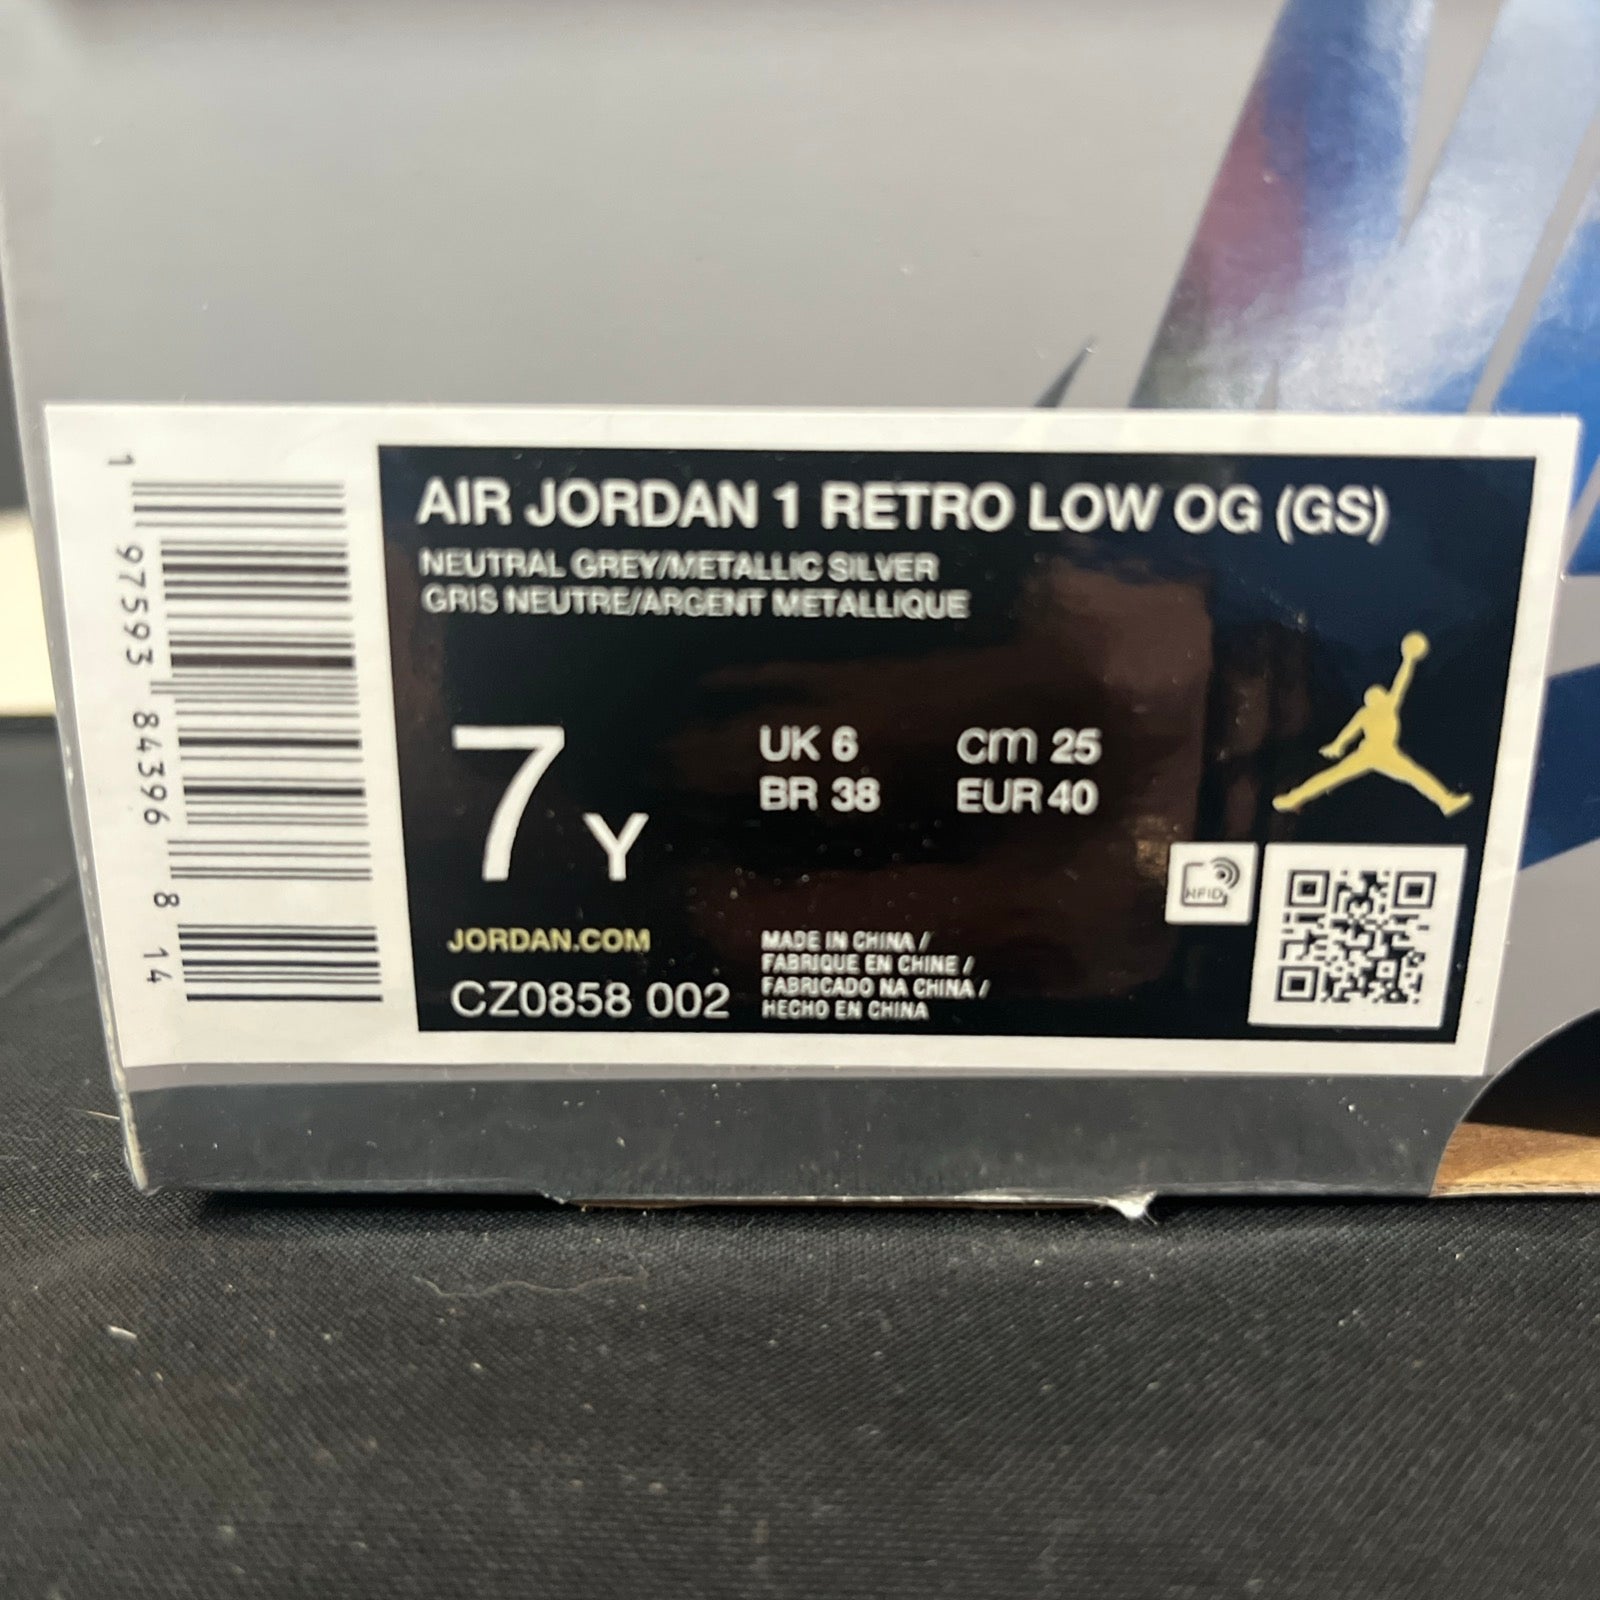 AIR JORDAN 1 RETRO LOW OG (GS)
NEUTRAL GREY/METALLIC SILVER
GRIS NEUTRE/ARGENT METALLIQUE
7 Y
UK 6 cm 25
BR 38 EUR 40
RFID
JORDAN.COM
CZ0858 002
MADE IN CHINA /
FABRIQUE EN CHINE /
FABRICADO NA CHINA /
HECHO EN CHINA
1 97593 84396 8 14